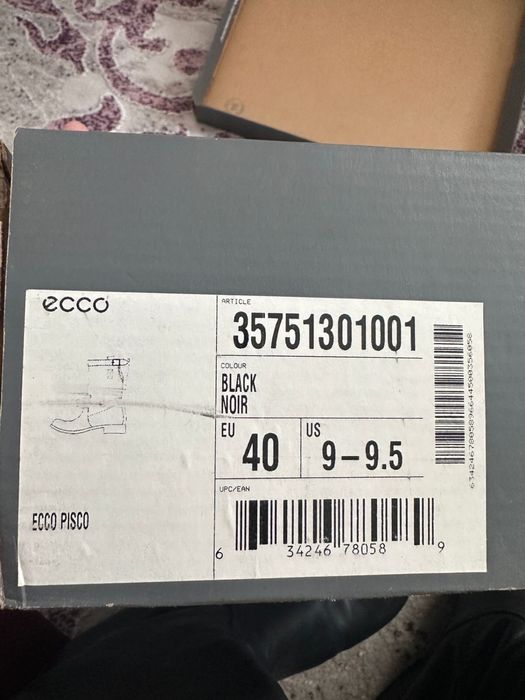 ecco
ARTICLE
35751301001
COLOUR
BLACK
NOIR
EU
40
US
9-9.5
UPC/EAN
6 34246 78058 9
ECCO PISCO